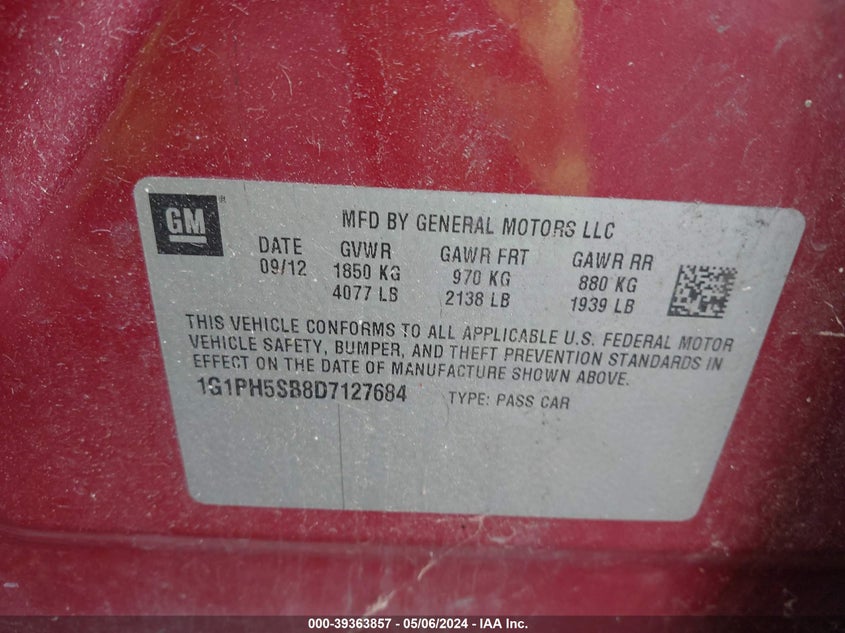 GM ®
MFD BY GENERAL MOTORS LLC
DATE GVWR GAWR FRT GAWR RR
09/12 1850 KG 970 KG 880 KG
4077 LB 2138 LB 1939 LB
THIS VEHICLE CONFORMS TO ALL APPLICABLE U.S. FEDERAL MOTOR
VEHICLE SAFETY, BUMPER, AND THEFT PREVENTION STANDARDS IN
EFFECT ON THE DATE OF MANUFACTURE SHOWN ABOVE.
1G1PH5SB8D7127684 TYPE: PASS CAR
000-39363857 - 05/06/2024 - IAA Inc.